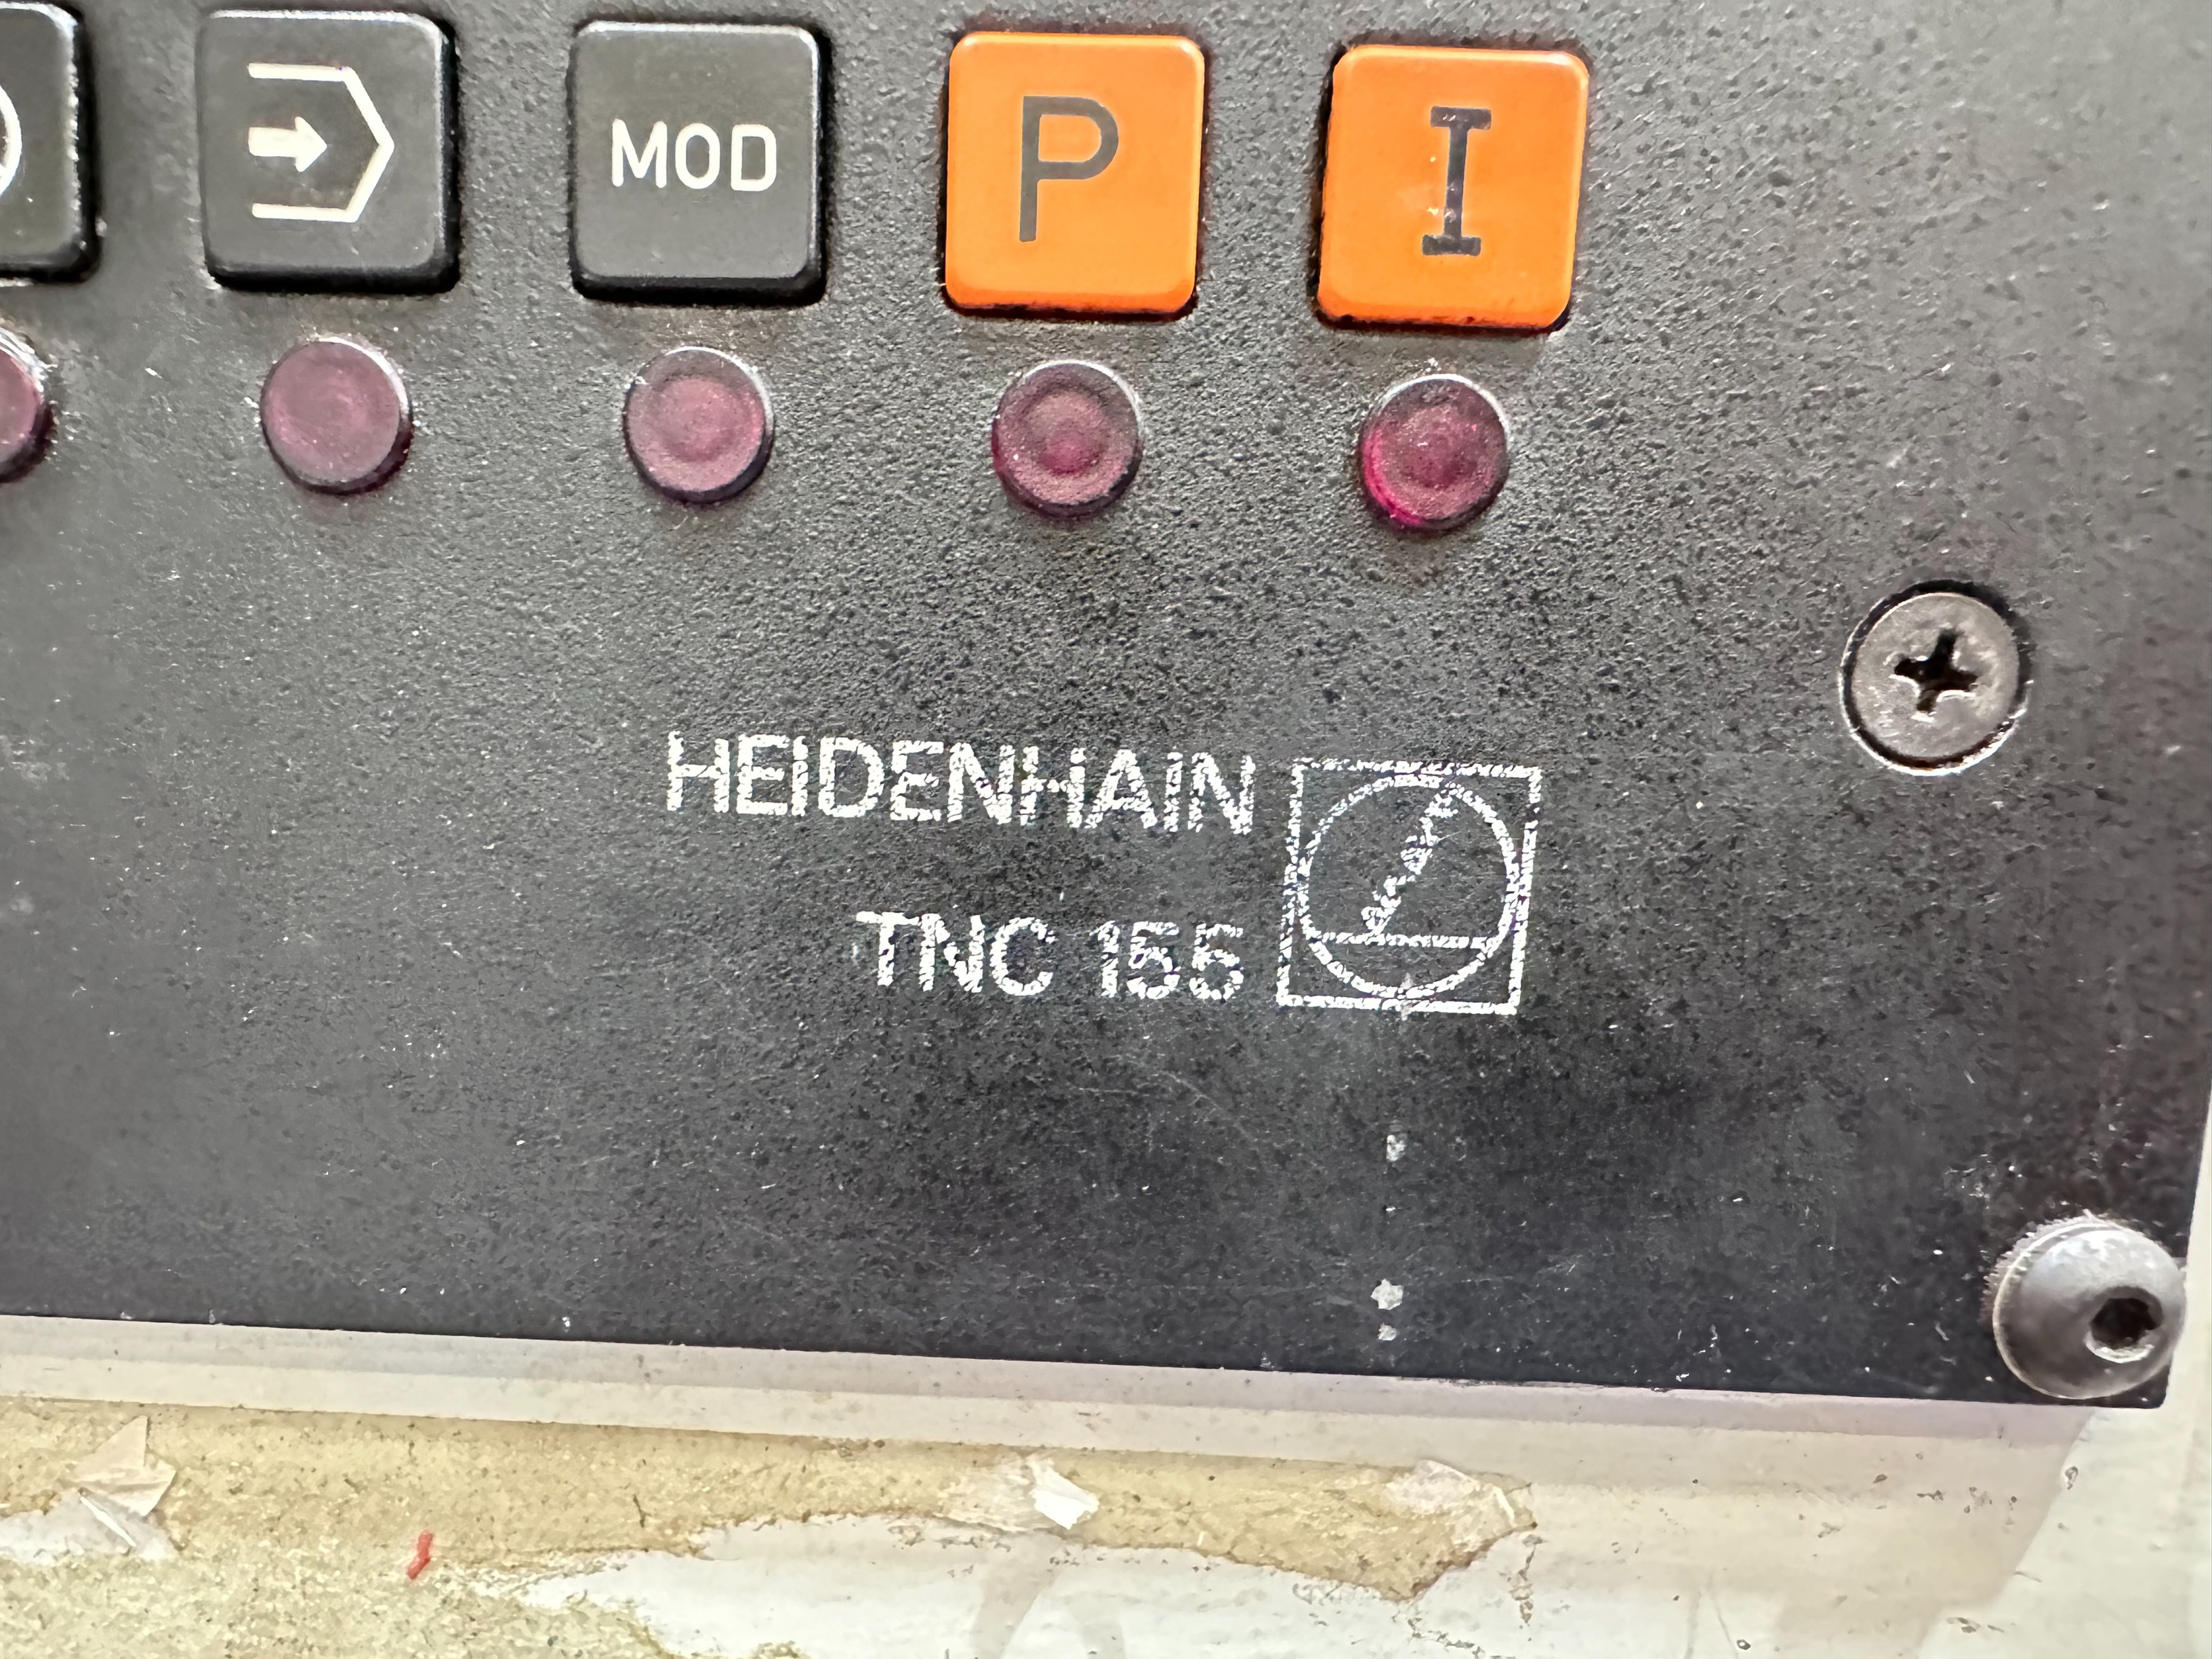 MOD P I
HEIDENHAIN
TNC 155